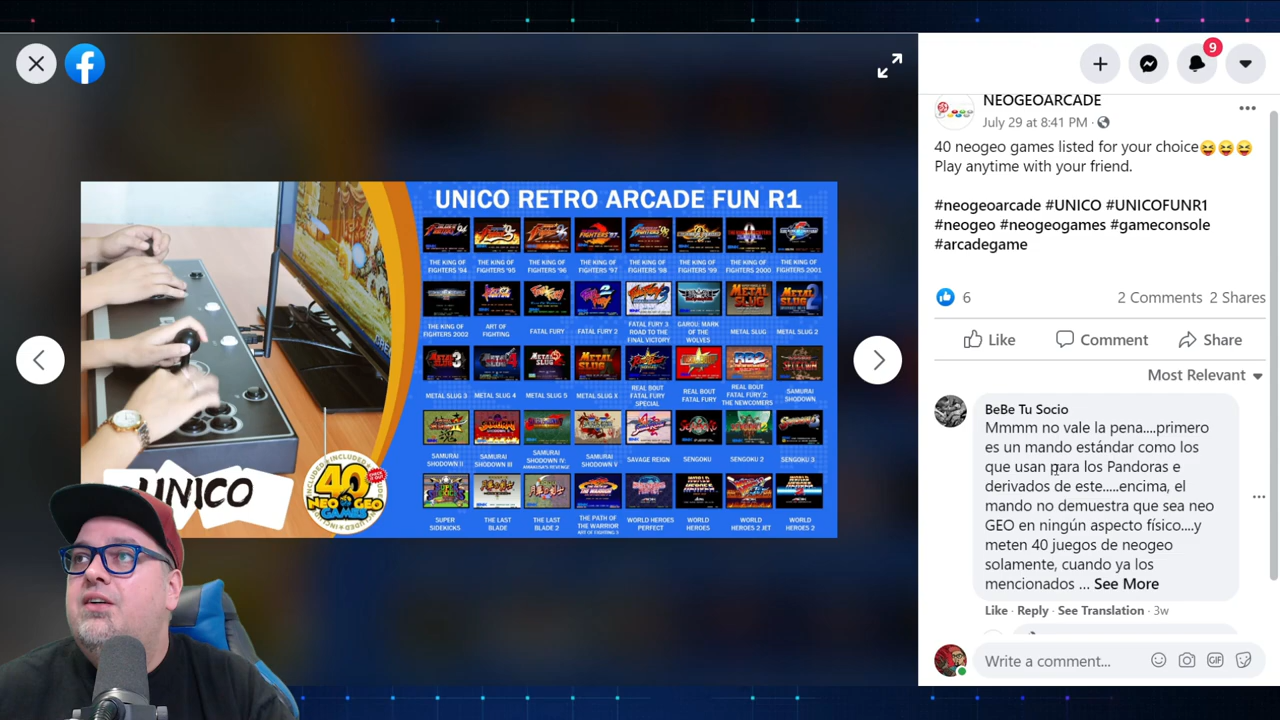 9
NEOGEOARCADE
July 29 at 8:41 PM ·
40 neogeo games listed for your choice😝😝😝
Play anytime with your friend.
#neogeoarcade #UNICO #UNICOFUNR1
#neogeo #neogeogames #gameconsole
#arcadegame
6
2 Comments 2 Shares
Like
Comment
Share
Most Relevant
BeBe Tu Socio
Mmmm no vale la pena....primero
es un mando estándar como los
que usan para los Pandoras e
derivados de este.....encima, el
mando no demuestra que sea neo
GEO en ningún aspecto físico....y
meten 40 juegos de neogeo
solamente, cuando ya los
mencionados ... See More
Like · Reply · See Translation · 3w
Write a comment...
GIF
UNICO RETRO ARCADE FUN R1
THE KING OF FIGHTERS '94
THE KING OF FIGHTERS '95
THE KING OF FIGHTERS '96
THE KING OF FIGHTERS '97
THE KING OF FIGHTERS '98
THE KING OF FIGHTERS '99
THE KING OF FIGHTERS 2000
THE KING OF FIGHTERS 2001
THE KING OF FIGHTERS 2002
ART OF FIGHTING
FATAL FURY
FATAL FURY 2
FATAL FURY 3 ROAD TO THE FINAL VICTORY
GAROU: MARK OF THE WOLVES
METAL SLUG
METAL SLUG 2
METAL SLUG 3
METAL SLUG 4
METAL SLUG 5
METAL SLUG X
REAL BOUT FATAL FURY SPECIAL
REAL BOUT FATAL FURY
REAL BOUT FATAL FURY 2: THE NEWCOMERS
SAMURAI SHODOWN
SAMURAI SHODOWN II
SAMURAI SHODOWN III
SAMURAI SHODOWN IV: AMAKUSA'S REVENGE
SAMURAI SHODOWN V
SAVAGE REIGN
SENGOKU
SENGOKU 2
SENGOKU 3
SUPER SIDEKICKS
THE LAST BLADE
THE LAST BLADE 2
THE PATH OF THE WARRIOR ART OF FIGHTING 3
WORLD HEROES PERFECT
WORLD HEROES
WORLD HEROES 2 JET
WORLD HEROES 2
UNICO
INCLUDED
40
NEO GEO
GAMES